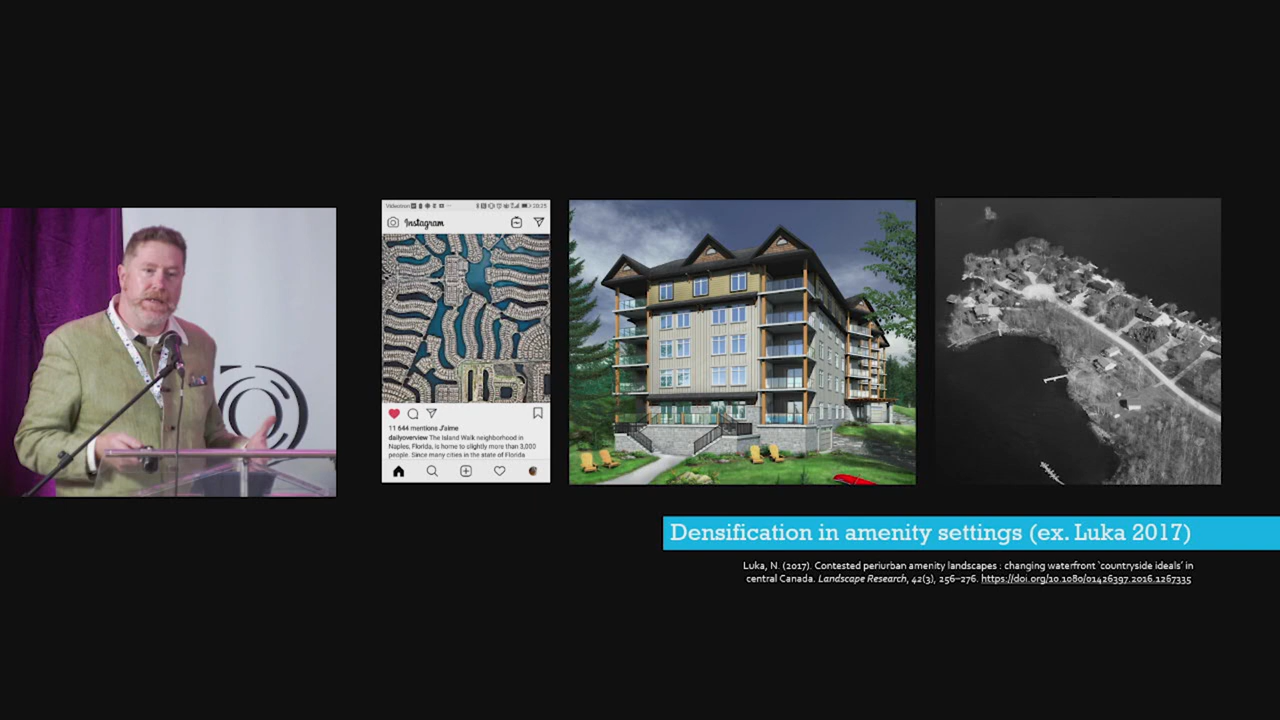 Videotron
20:25
Instagram
11 644 mentions J'aime
dailyoverview The Island Walk neighborhood in
Naples, Florida, is home to slightly more than 3,000
people. Since many cities in the state of Florida
Densification in amenity settings (ex. Luka 2017)
Luka, N. (2017). Contested periurban amenity landscapes : changing waterfront ‘countryside ideals’ in
central Canada. Landscape Research, 42(3), 256–276. https://doi.org/10.1080/01426397.2016.1267335